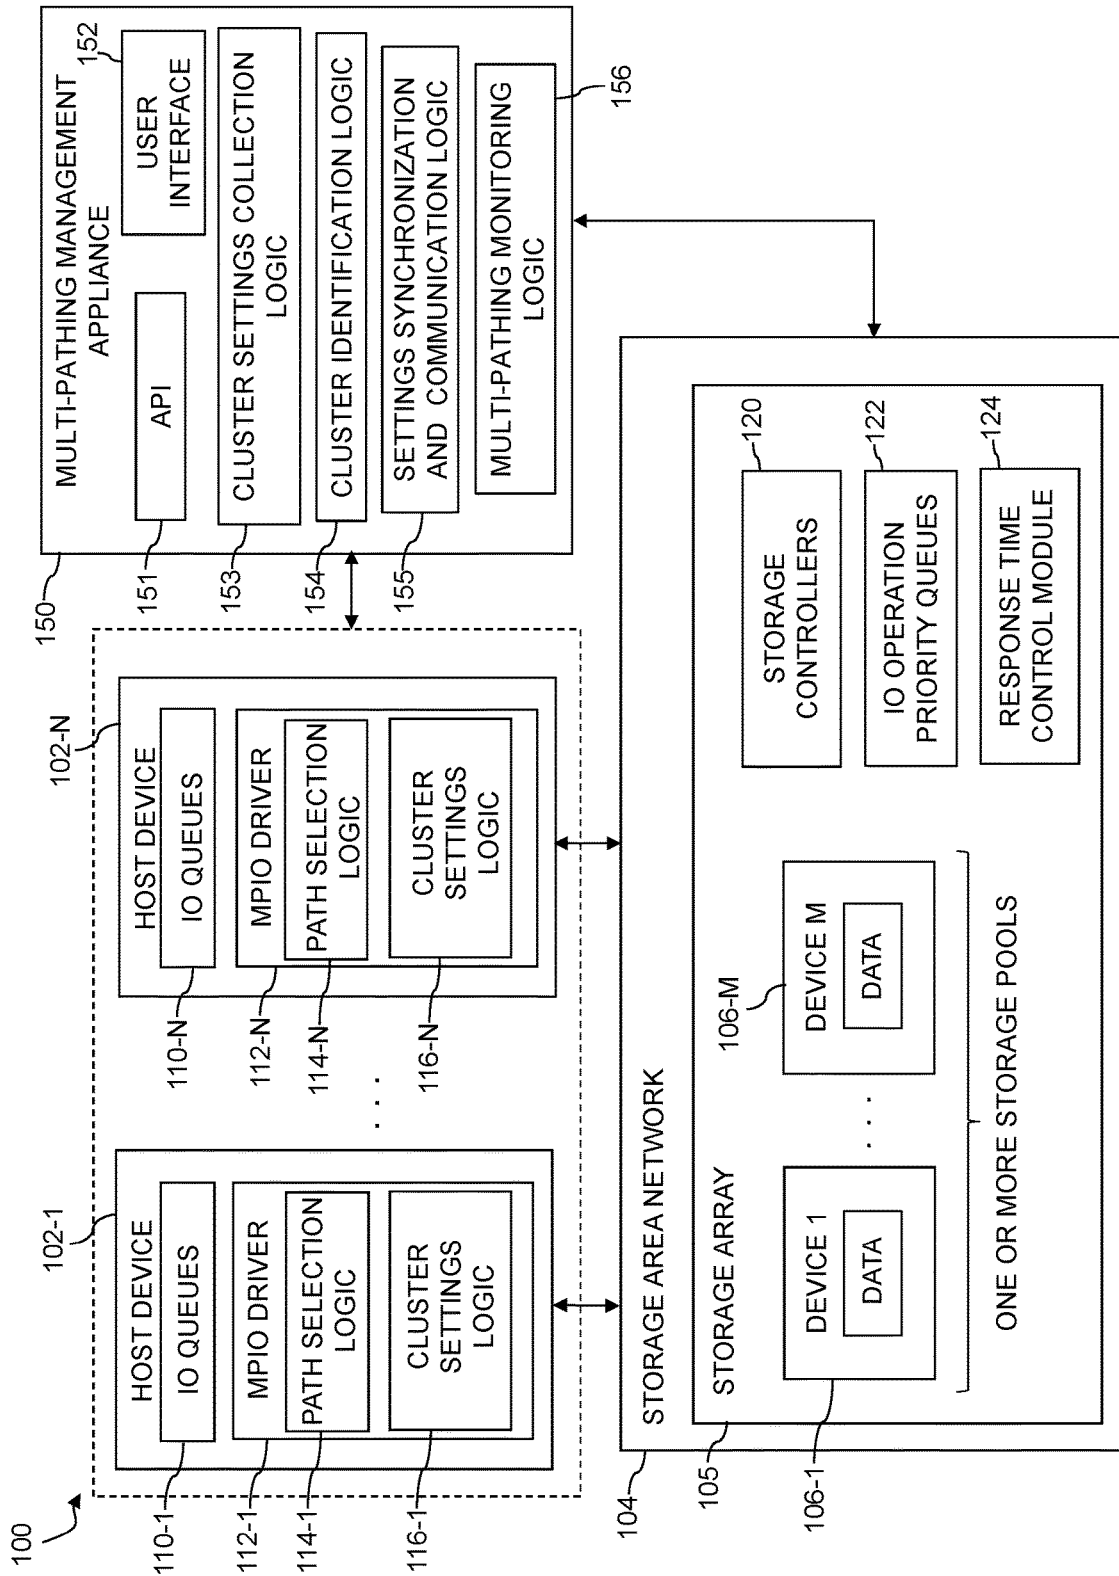 100
102-1
HOST DEVICE
IO QUEUES
110-1
MPIO DRIVER
112-1
PATH SELECTION
LOGIC
114-1
CLUSTER
SETTINGS
LOGIC
116-1
. . .
102-N
HOST DEVICE
IO QUEUES
110-N
MPIO DRIVER
112-N
PATH SELECTION
LOGIC
114-N
CLUSTER
SETTINGS
LOGIC
116-N
150
MULTI-PATHING MANAGEMENT
APPLIANCE
API
151
USER
INTERFACE
152
CLUSTER SETTINGS COLLECTION
LOGIC
153
CLUSTER IDENTIFICATION LOGIC
154
SETTINGS SYNCHRONIZATION
AND COMMUNICATION LOGIC
155
MULTI-PATHING MONITORING
LOGIC
156
104
STORAGE AREA NETWORK
105
STORAGE ARRAY
DEVICE 1
DATA
106-1
. . .
106-M
DEVICE M
DATA
ONE OR MORE STORAGE POOLS
STORAGE
CONTROLLERS
120
IO OPERATION
PRIORITY QUEUES
122
RESPONSE TIME
CONTROL MODULE
124